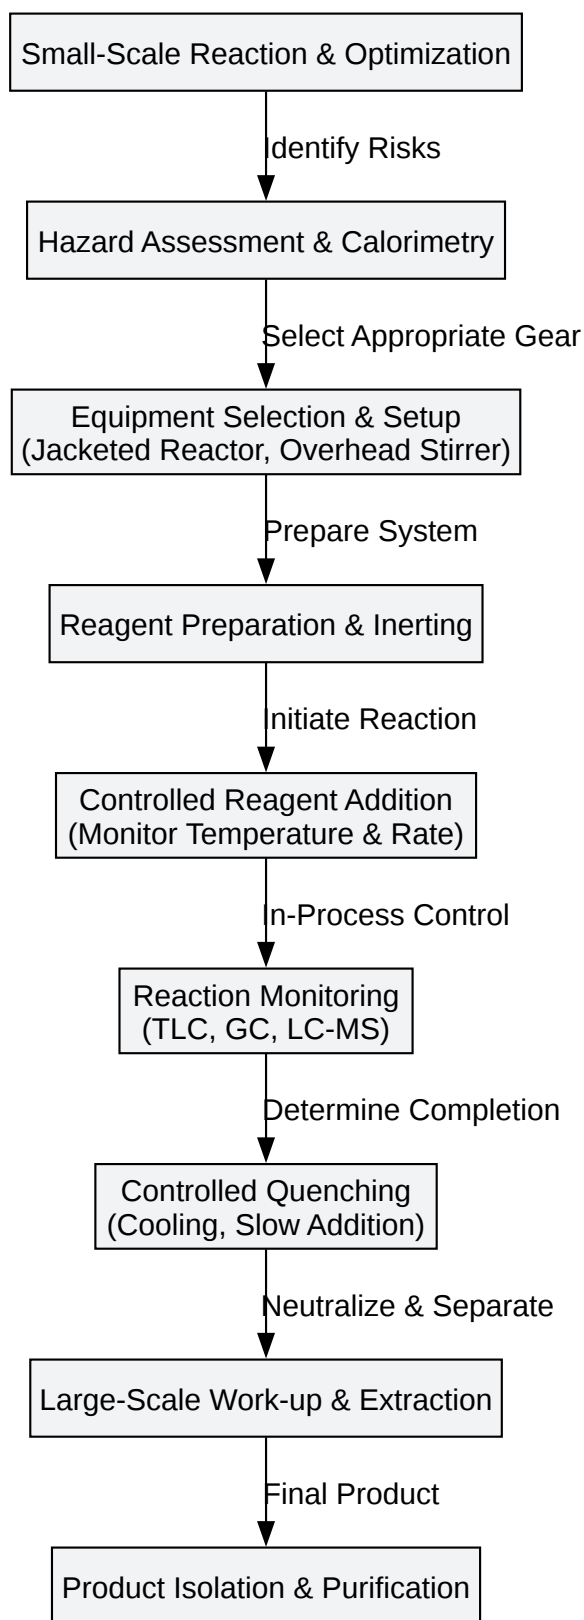 Small-Scale Reaction & Optimization
Identify Risks
Hazard Assessment & Calorimetry
Select Appropriate Gear
Equipment Selection & Setup
(Jacketed Reactor, Overhead Stirrer)
Prepare System
Reagent Preparation & Inerting
Initiate Reaction
Controlled Reagent Addition
(Monitor Temperature & Rate)
In-Process Control
Reaction Monitoring
(TLC, GC, LC-MS)
Determine Completion
Controlled Quenching
(Cooling, Slow Addition)
Neutralize & Separate
Large-Scale Work-up & Extraction
Final Product
Product Isolation & Purification